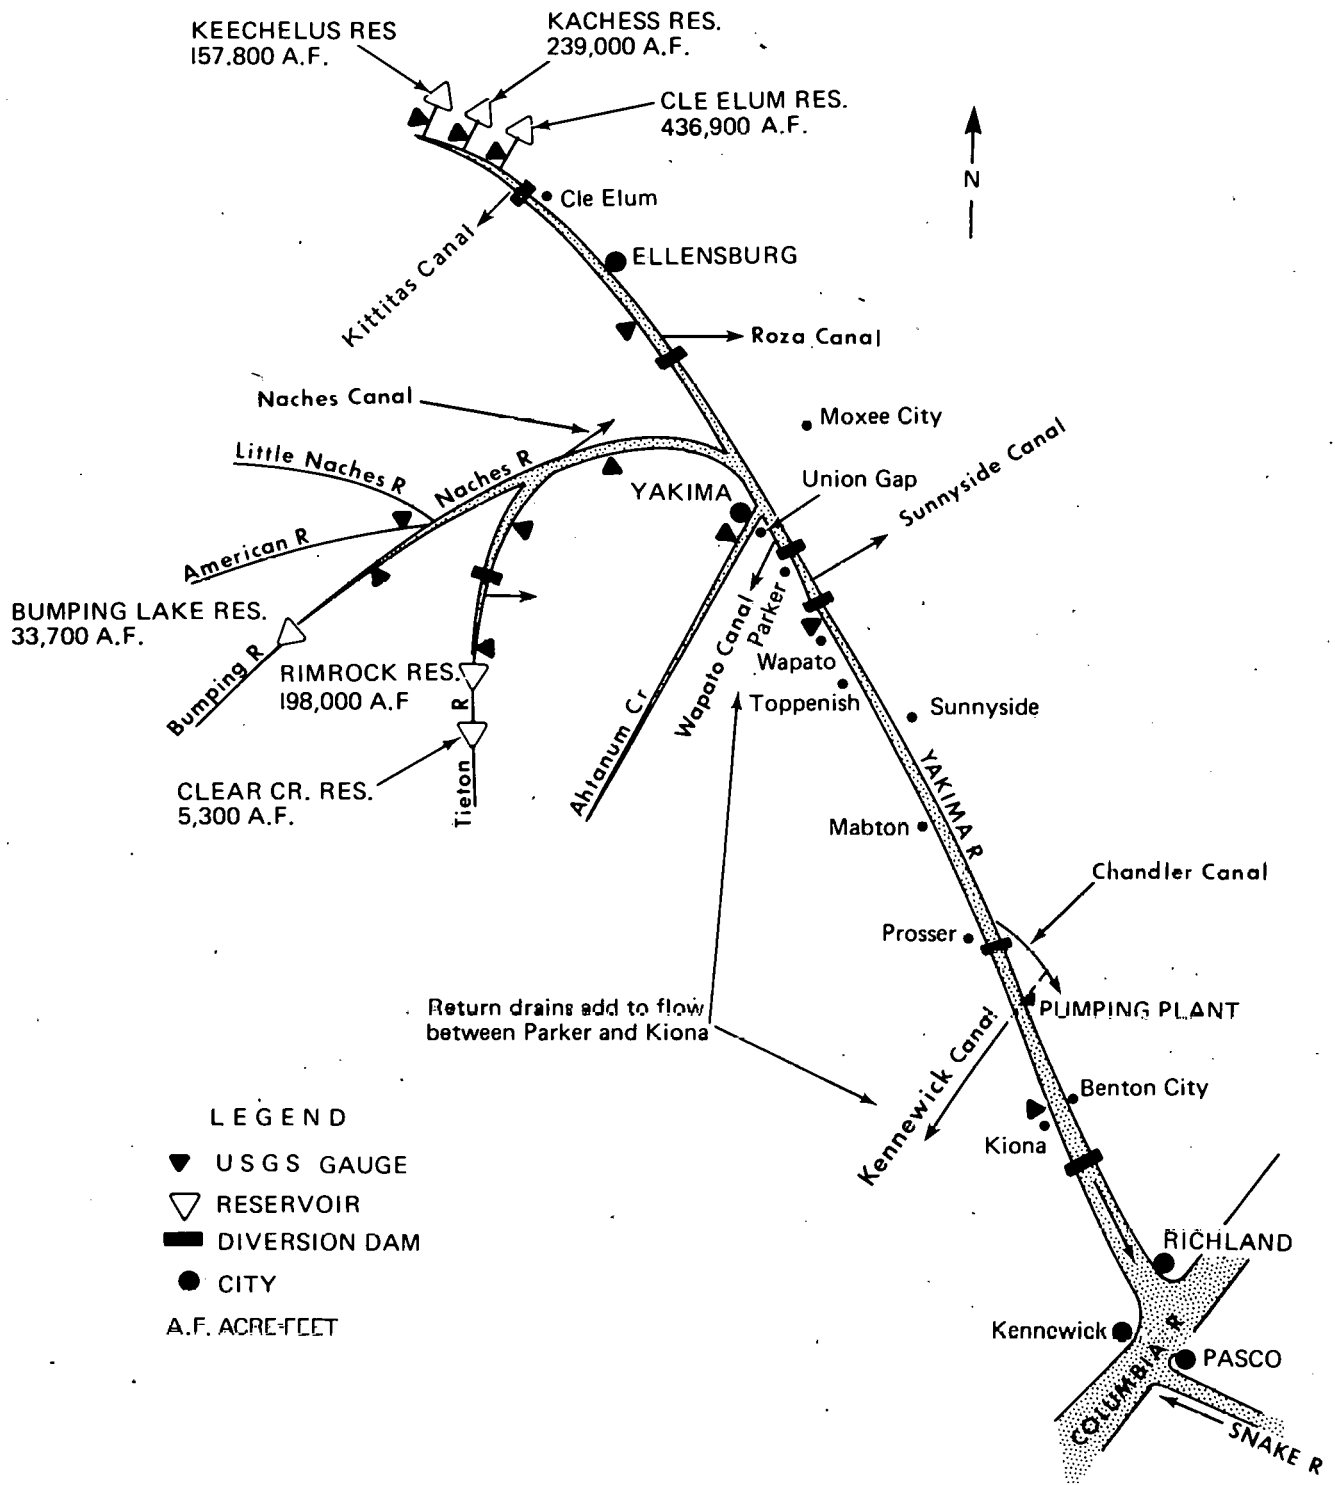 KEECHELUS RES
157.800 A.F.
KACHESS RES.
239,000 A.F.
CLE ELUM RES.
436,900 A.F.
N
Cle Elum
Kittitas Canal
ELLENSBURG
Roza Canal
Naches Canal
Moxee City
Little Naches R
Naches R
Sunnyside Canal
Union Gap
YAKIMA
American R
BUMPING LAKE RES.
33,700 A.F.
Parker
Wapato Canal
Wapato
Bumping R
RIMROCK RES.
198,000 A.F
Toppenish
Sunnyside
Tieton R
Ahtanum Cr
CLEAR CR. RES.
5,300 A.F.
YAKIMA R
Mabton
Chandler Canal
Prosser
Return drains add to flow
between Parker and Kiona
PUMPING PLANT
Kennewick Canal
Benton City
Kiona
LEGEND
USGS GAUGE
RESERVOIR
DIVERSION DAM
CITY
A.F. ACRE-FEET
RICHLAND
Kennewick
PASCO
COLUMBIA R
SNAKE R